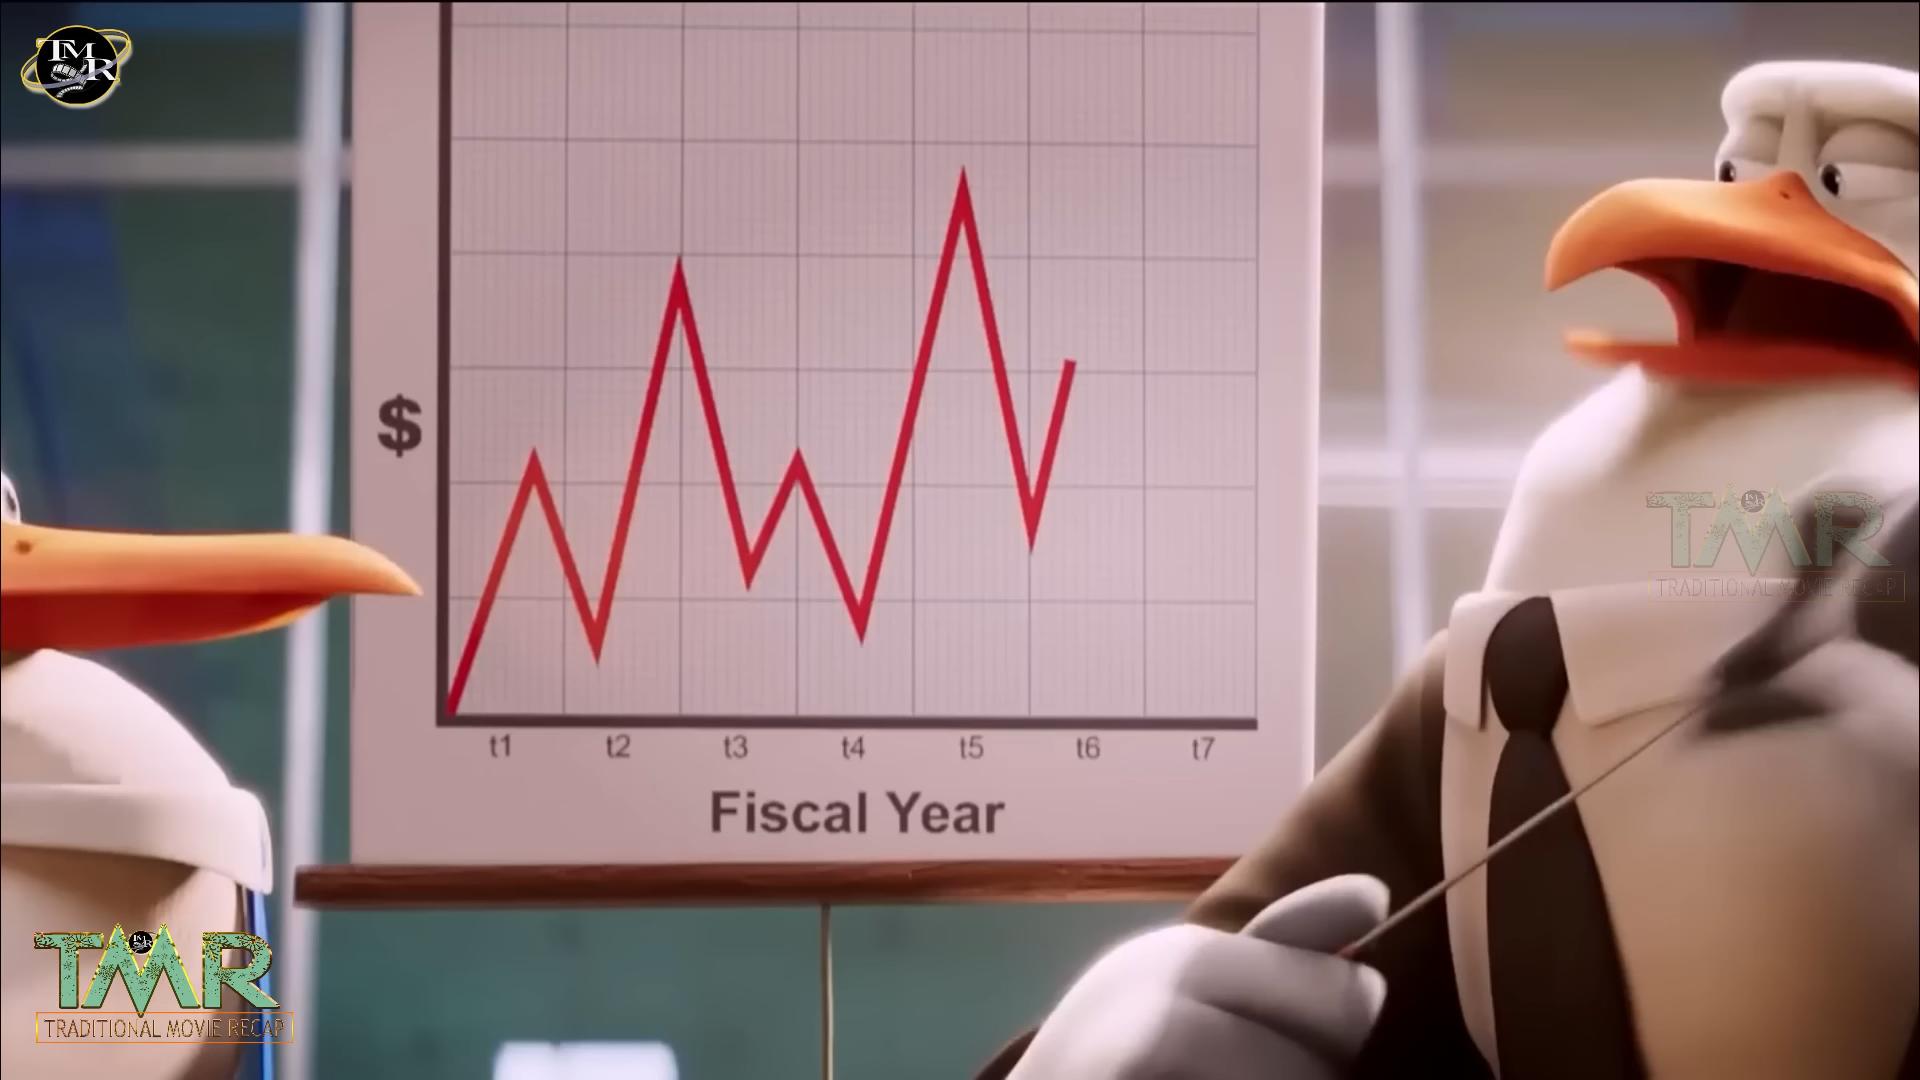 TMR
$
TMR
TRADITIONAL MOVIE RECAP
t1 t2 t3 t4 t5 t6 t7
Fiscal Year
TMR
TRADITIONAL MOVIE RECAP